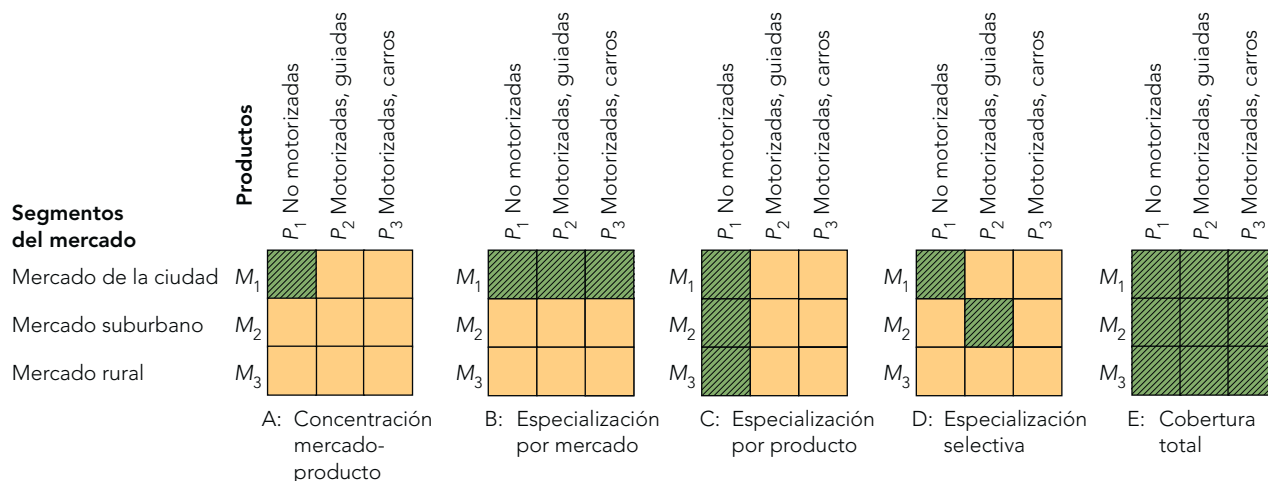 Productos
P₁ No motorizadas
P₂ Motorizadas, guiadas
P₃ Motorizadas, carros
P₁ No motorizadas
P₂ Motorizadas, guiadas
P₃ Motorizadas, carros
P₁ No motorizadas
P₂ Motorizadas, guiadas
P₃ Motorizadas, carros
P₁ No motorizadas
P₂ Motorizadas, guiadas
P₃ Motorizadas, carros
P₁ No motorizadas
P₂ Motorizadas, guiadas
P₃ Motorizadas, carros
Segmentos
del mercado
Mercado de la ciudad M₁ M₁ M₁ M₁ M₁
Mercado suburbano M₂ M₂ M₂ M₂ M₂
Mercado rural M₃ M₃ M₃ M₃ M₃
A: Concentración
mercado-
producto
B: Especialización
por mercado
C: Especialización
por producto
D: Especialización
selectiva
E: Cobertura
total